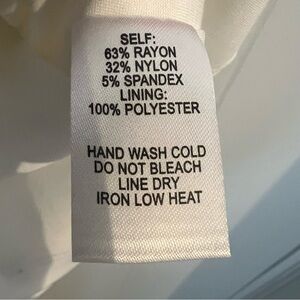 SELF:
63% RAYON
32% NYLON
5% SPANDEX
LINING:
100% POLYESTER
HAND WASH COLD
DO NOT BLEACH
LINE DRY
IRON LOW HEAT